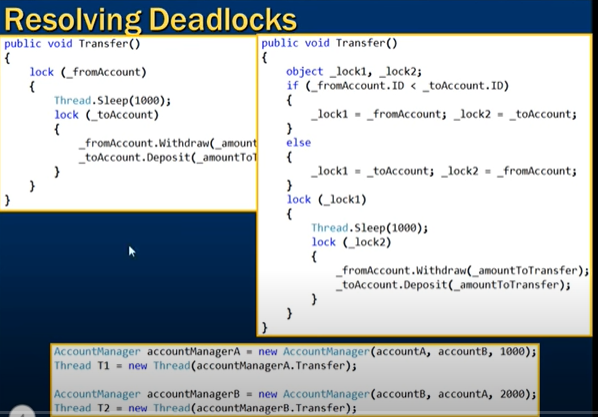 Resolving Deadlocks
public void Transfer()
{
    lock (_fromAccount)
    {
        Thread.Sleep(1000);
        lock (_toAccount)
        {
            _fromAccount.Withdraw(_amount
            _toAccount.Deposit(_amountTo
        }
    }
}
public void Transfer()
{
    object _lock1, _lock2;
    if (_fromAccount.ID < _toAccount.ID)
    {
        _lock1 = _fromAccount; _lock2 = _toAccount;
    }
    else
    {
        _lock1 = _toAccount; _lock2 = _fromAccount;
    }
    lock (_lock1)
    {
        Thread.Sleep(1000);
        lock (_lock2)
        {
            _fromAccount.Withdraw(_amountToTransfer);
            _toAccount.Deposit(_amountToTransfer);
        }
    }
}
AccountManager accountManagerA = new AccountManager(accountA, accountB, 1000);
Thread T1 = new Thread(accountManagerA.Transfer);
AccountManager accountManagerB = new AccountManager(accountB, accountA, 2000);
Thread T2 = new Thread(accountManagerB.Transfer);